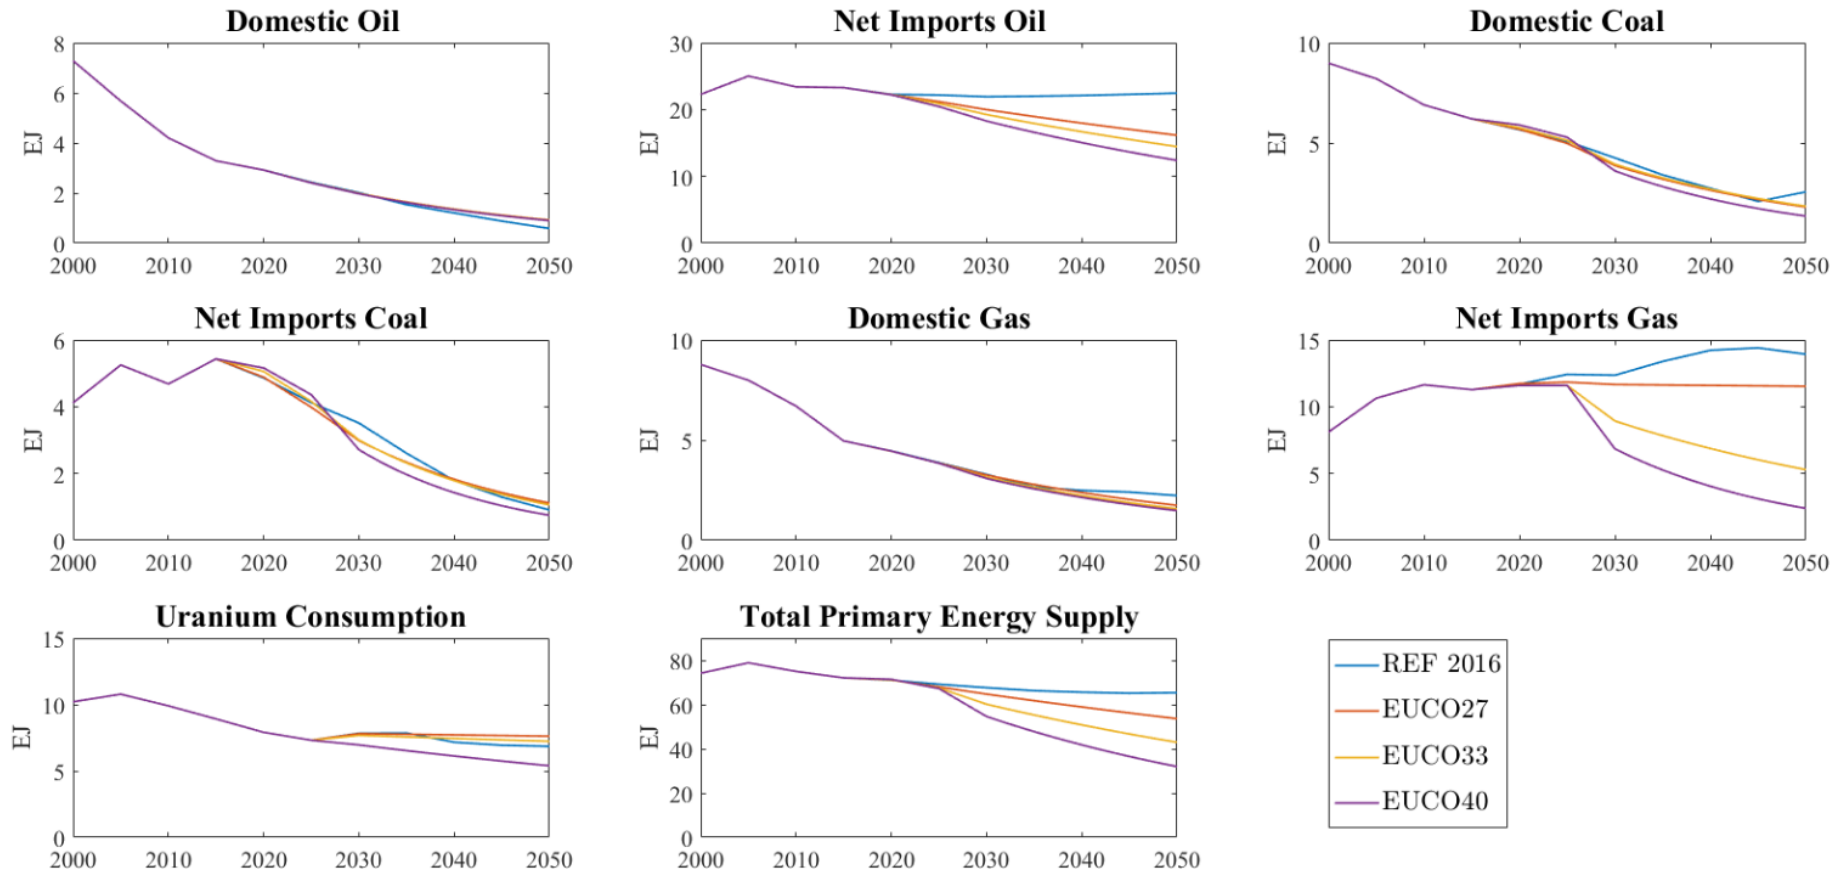 Domestic Oil
8
6
4
2
0
EJ
2000 2010 2020 2030 2040 2050
Net Imports Oil
30
20
10
0
EJ
2000 2010 2020 2030 2040 2050
Domestic Coal
10
5
0
EJ
2000 2010 2020 2030 2040 2050
Net Imports Coal
6
4
2
0
EJ
2000 2010 2020 2030 2040 2050
Domestic Gas
10
5
0
EJ
2000 2010 2020 2030 2040 2050
Net Imports Gas
15
10
5
0
EJ
2000 2010 2020 2030 2040 2050
Uranium Consumption
15
10
5
0
EJ
2000 2010 2020 2030 2040 2050
Total Primary Energy Supply
80
60
40
20
0
EJ
2000 2010 2020 2030 2040 2050
REF 2016
EUCO27
EUCO33
EUCO40